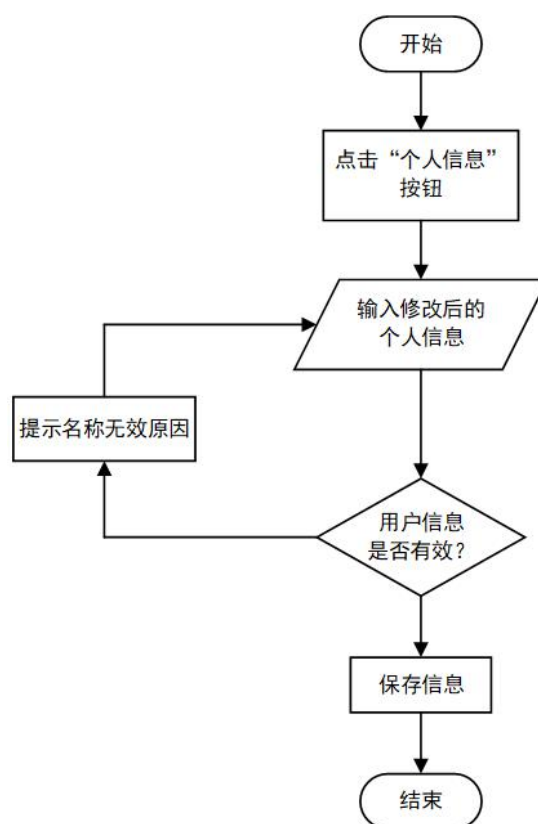 开始
点击“个人信息”
按钮
输入修改后的
个人信息
提示名称无效原因
用户信息
是否有效？
保存信息
结束